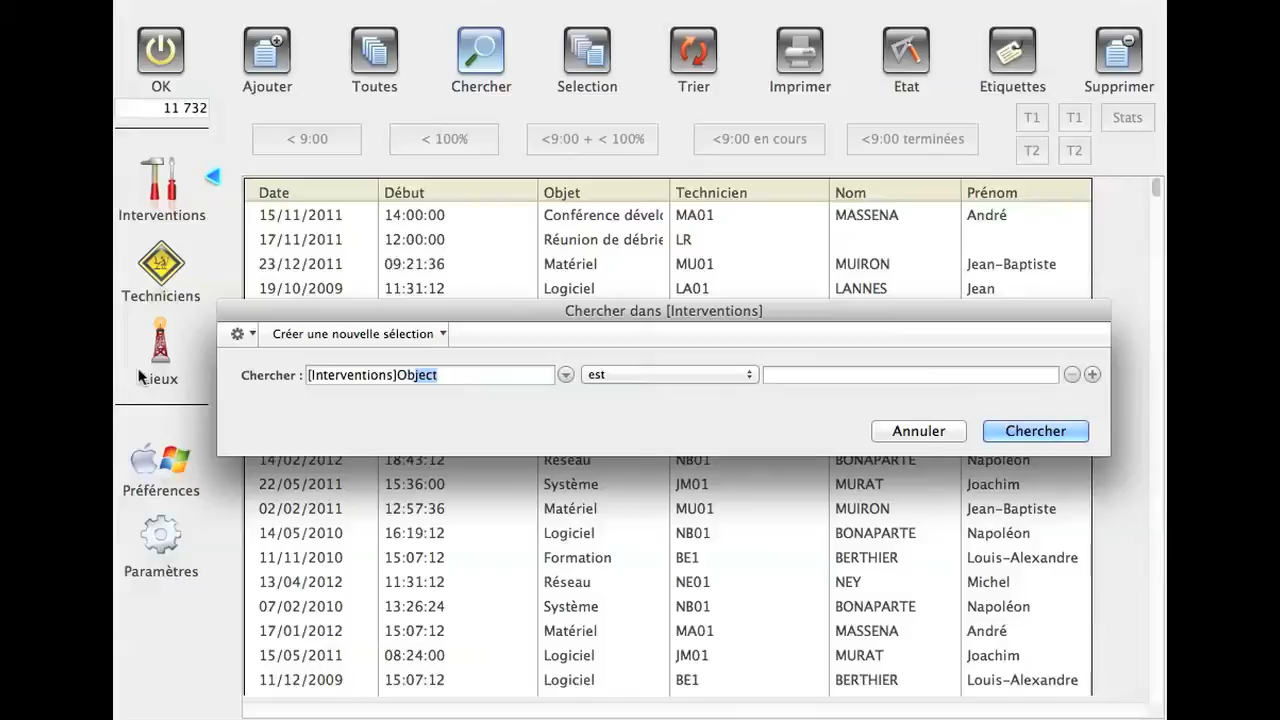 OK Ajouter Toutes Chercher Selection Trier Imprimer Etat Etiquettes Supprimer
11 732
< 9:00 < 100% <9:00 + < 100% <9:00 en cours <9:00 terminées T1 T1 Stats
T2 T2
Interventions
Techniciens
Lieux
Préférences
Paramètres
Date Début Objet Technicien Nom Prénom
15/11/2011 14:00:00 Conférence dével MA01 MASSENA André
17/11/2011 12:00:00 Réunion de débrie LR
23/12/2011 09:21:36 Matériel MU01 MUIRON Jean-Baptiste
19/10/2009 11:31:12 Logiciel LA01 LANNES Jean
Chercher dans [Interventions]
Créer une nouvelle sélection
Chercher : [Interventions]Object est
Annuler Chercher
14/02/2012 18:43:12 Réseau NB01 BONAPARTE Napoléon
22/05/2011 15:36:00 Système JM01 MURAT Joachim
02/02/2011 12:57:36 Matériel MU01 MUIRON Jean-Baptiste
14/05/2010 16:19:12 Logiciel NB01 BONAPARTE Napoléon
11/11/2010 15:07:12 Formation BE1 BERTHIER Louis-Alexandre
13/04/2012 11:31:12 Réseau NE01 NEY Michel
07/02/2010 13:26:24 Système NB01 BONAPARTE Napoléon
17/01/2012 15:07:12 Matériel MA01 MASSENA André
15/05/2011 08:24:00 Logiciel JM01 MURAT Joachim
11/12/2009 15:07:12 Logiciel BE1 BERTHIER Louis-Alexandre